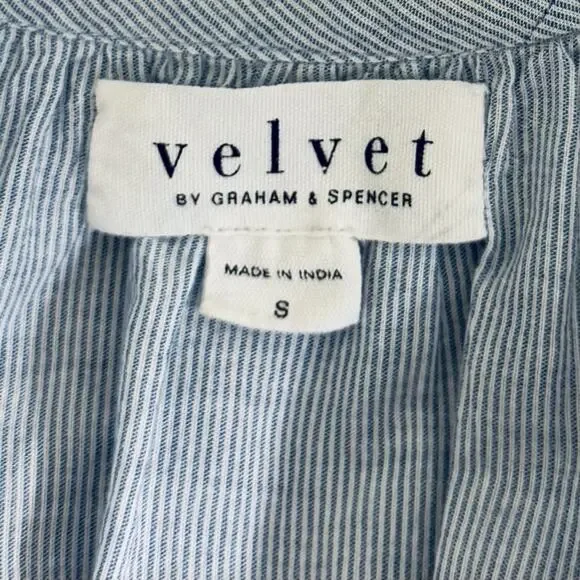 velvet
BY GRAHAM & SPENCER
MADE IN INDIA
S